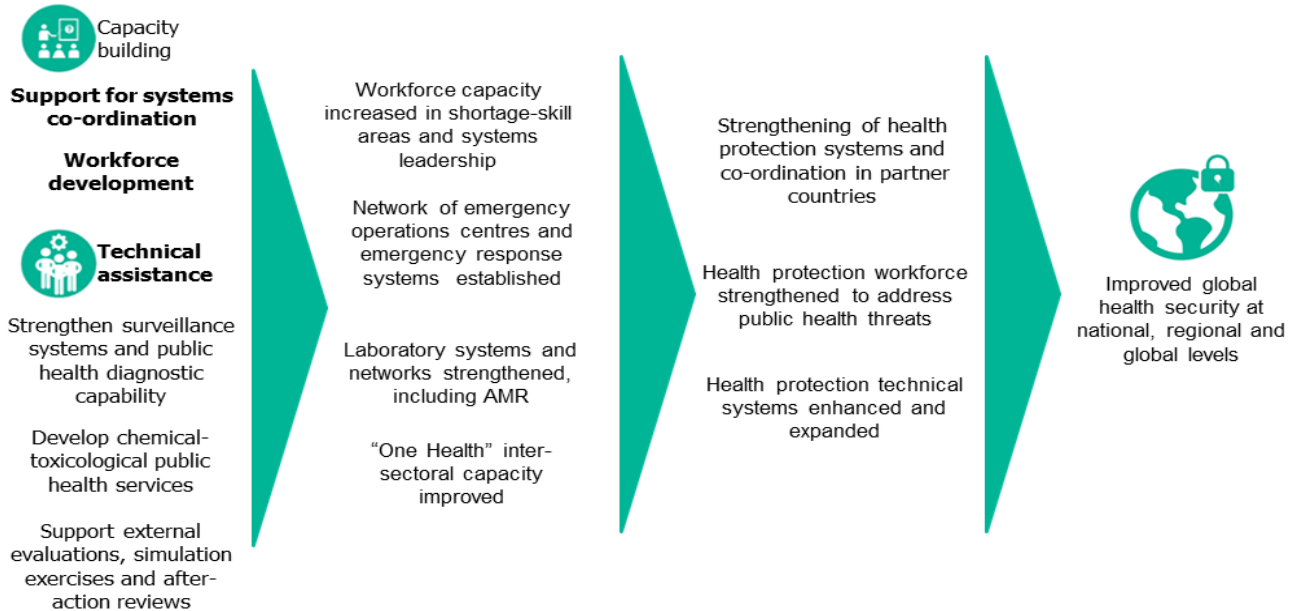 Capacity
building
Support for systems
co-ordination
Workforce
development
Technical
assistance
Strengthen surveillance
systems and public
health diagnostic
capability
Develop chemical-
toxicological public
health services
Support external
evaluations, simulation
exercises and after-
action reviews
Workforce capacity
increased in shortage-skill
areas and systems
leadership
Network of emergency
operations centres and
emergency response
systems established
Laboratory systems and
networks strengthened,
including AMR
“One Health” inter-
sectoral capacity
improved
Strengthening of health
protection systems and
co-ordination in partner
countries
Health protection workforce
strengthened to address
public health threats
Health protection technical
systems enhanced and
expanded
Improved global
health security at
national, regional and
global levels